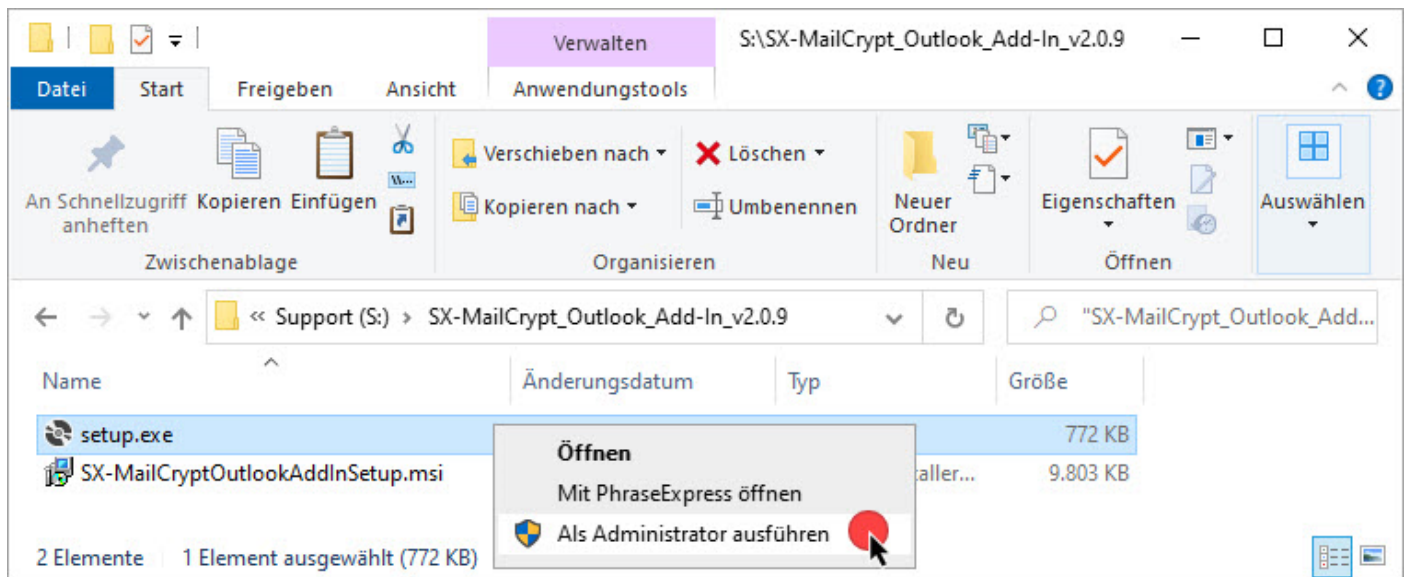 Verwalten
S:\SX-MailCrypt_Outlook_Add-In_v2.0.9
Datei Start Freigeben Ansicht Anwendungstools
An Schnellzugriff anheften
Kopieren
Einfügen
Zwischenablage
Verschieben nach
Kopieren nach
Löschen
Umbenennen
Organisieren
Neuer Ordner
Neu
Eigenschaften
Öffnen
Auswählen
« Support (S:) › SX-MailCrypt_Outlook_Add-In_v2.0.9
"SX-MailCrypt_Outlook_Add...
Name Änderungsdatum Typ Größe
setup.exe 772 KB
SX-MailCryptOutlookAddInSetup.msi 9.803 KB
Öffnen
Mit PhraseExpress öffnen
Als Administrator ausführen
2 Elemente 1 Element ausgewählt (772 KB)